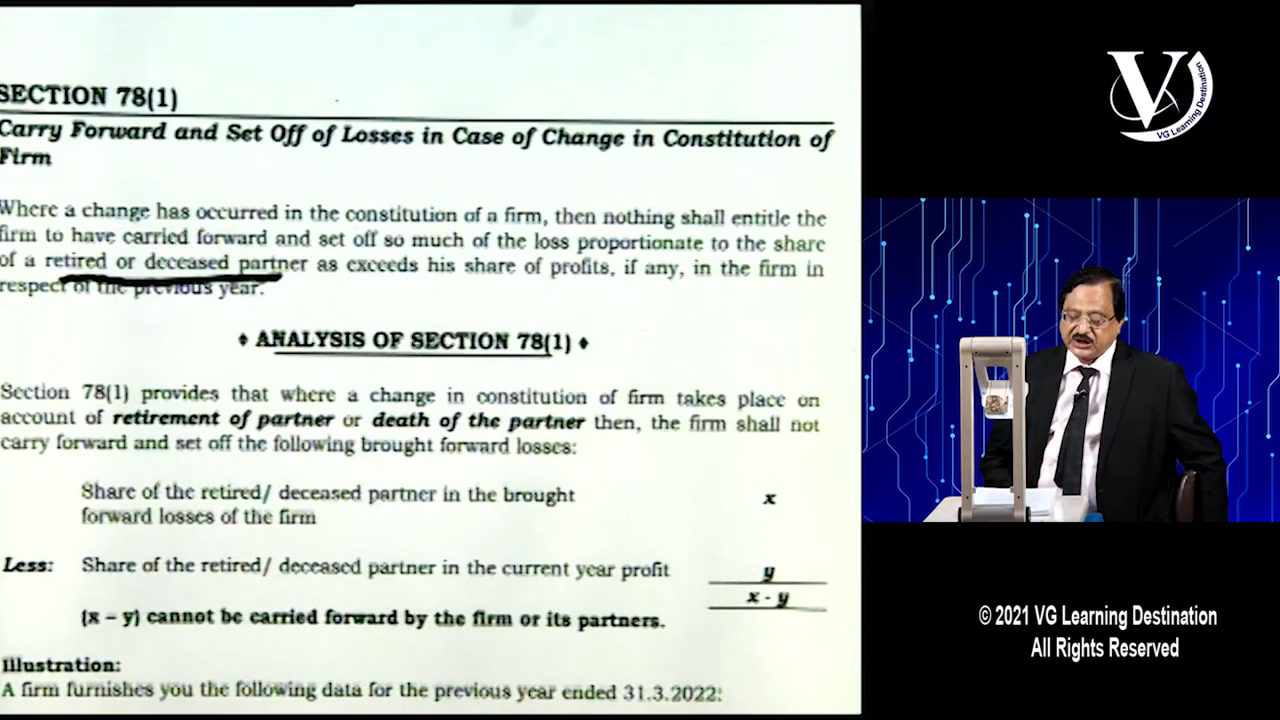 SECTION 78(1)
Carry Forward and Set Off of Losses in Case of Change in Constitution of
Firm
Where a change has occurred in the constitution of a firm, then nothing shall entitle the
firm to have carried forward and set off so much of the loss proportionate to the share
of a retired or deceased partner as exceeds his share of profits, if any, in the firm in
respect of the previous year.
♦ ANALYSIS OF SECTION 78(1) ♦
Section 78(1) provides that where a change in constitution of firm takes place on
account of retirement of partner or death of the partner then, the firm shall not
carry forward and set off the following brought forward losses:
Share of the retired/ deceased partner in the brought x
forward losses of the firm
Less: Share of the retired/ deceased partner in the current year profit y
x - y
(x – y) cannot be carried forward by the firm or its partners.
Illustration:
A firm furnishes you the following data for the previous year ended 31.3.2022:
V
VG Learning Destination
© 2021 VG Learning Destination
All Rights Reserved